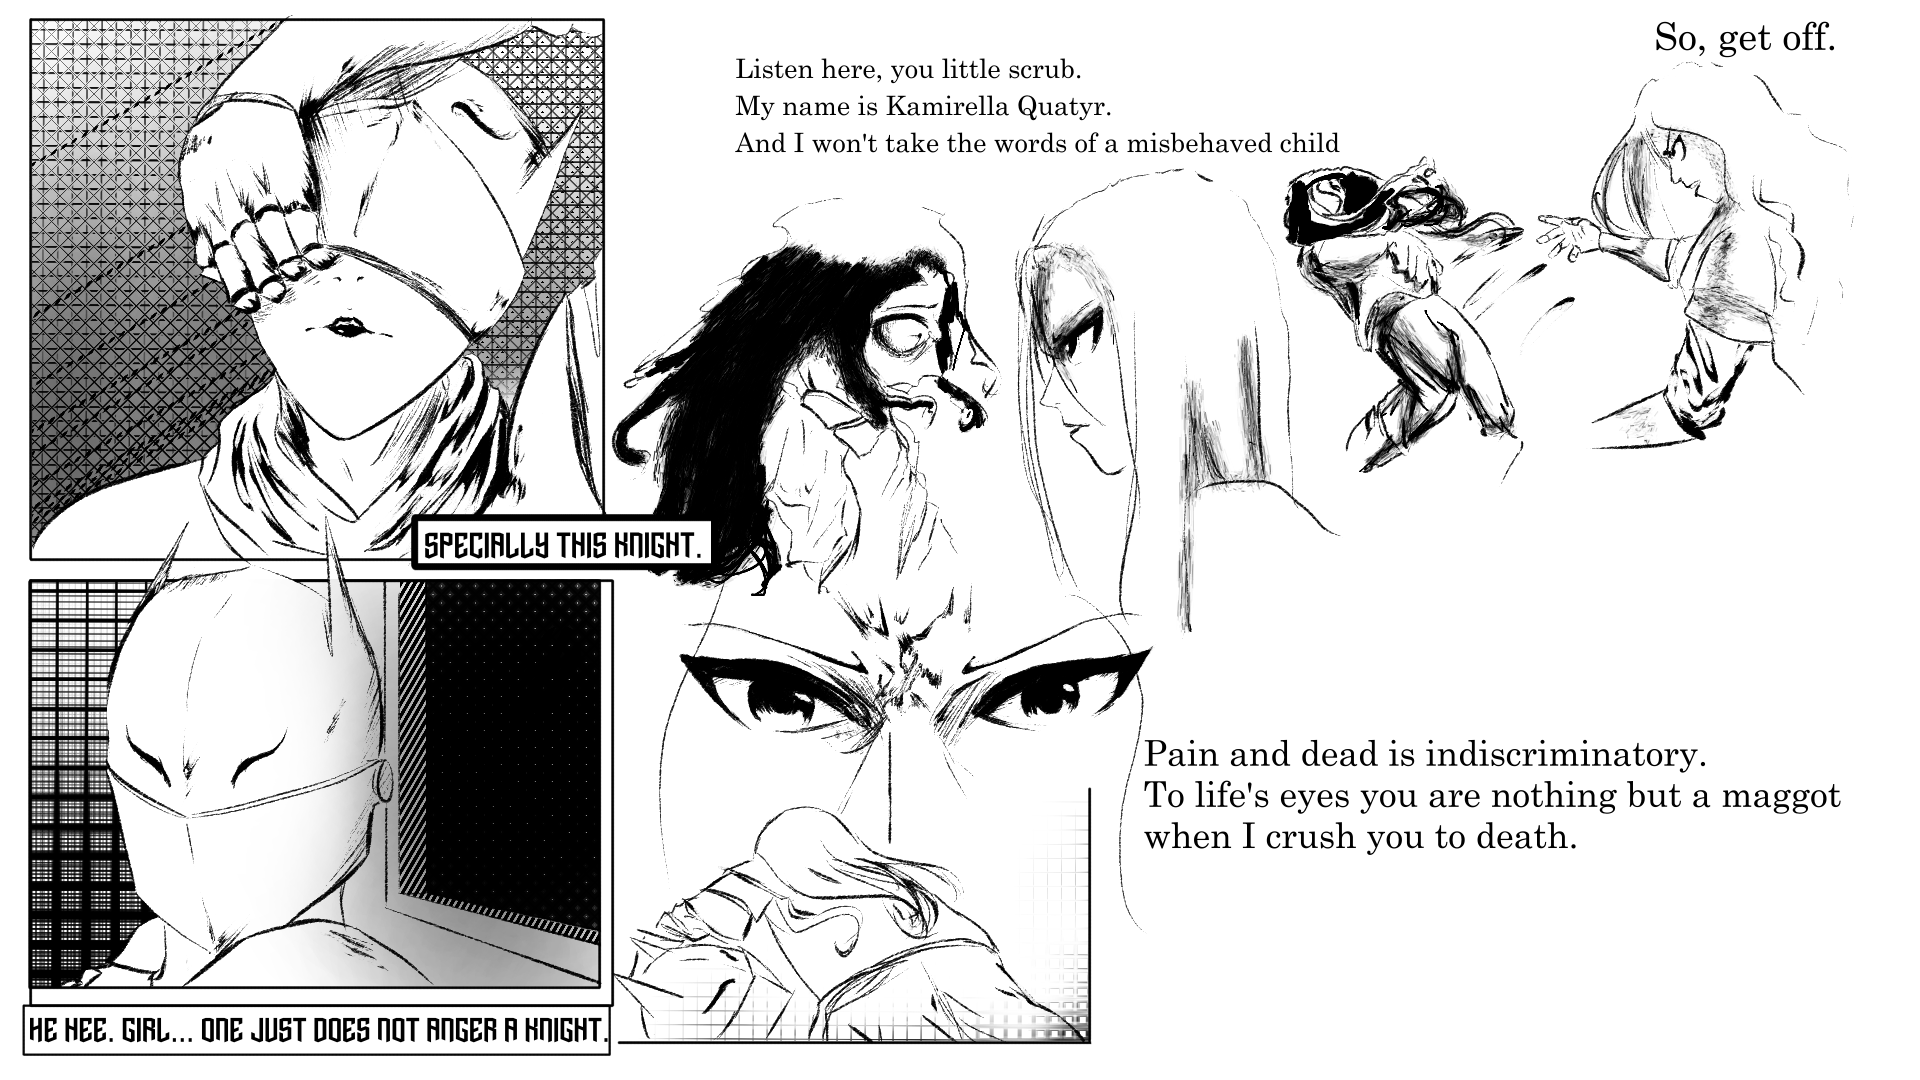 So, get off.
Listen here, you little scrub.
My name is Kamirella Quatyr.
And I won't take the words of a misbehaved child
SPECIALLY THIS KNIGHT.
Pain and dead is indiscriminatory.
To life's eyes you are nothing but a maggot
when I crush you to death.
HE HEE. GIRL... ONE JUST DOES NOT ANGER A KNIGHT.